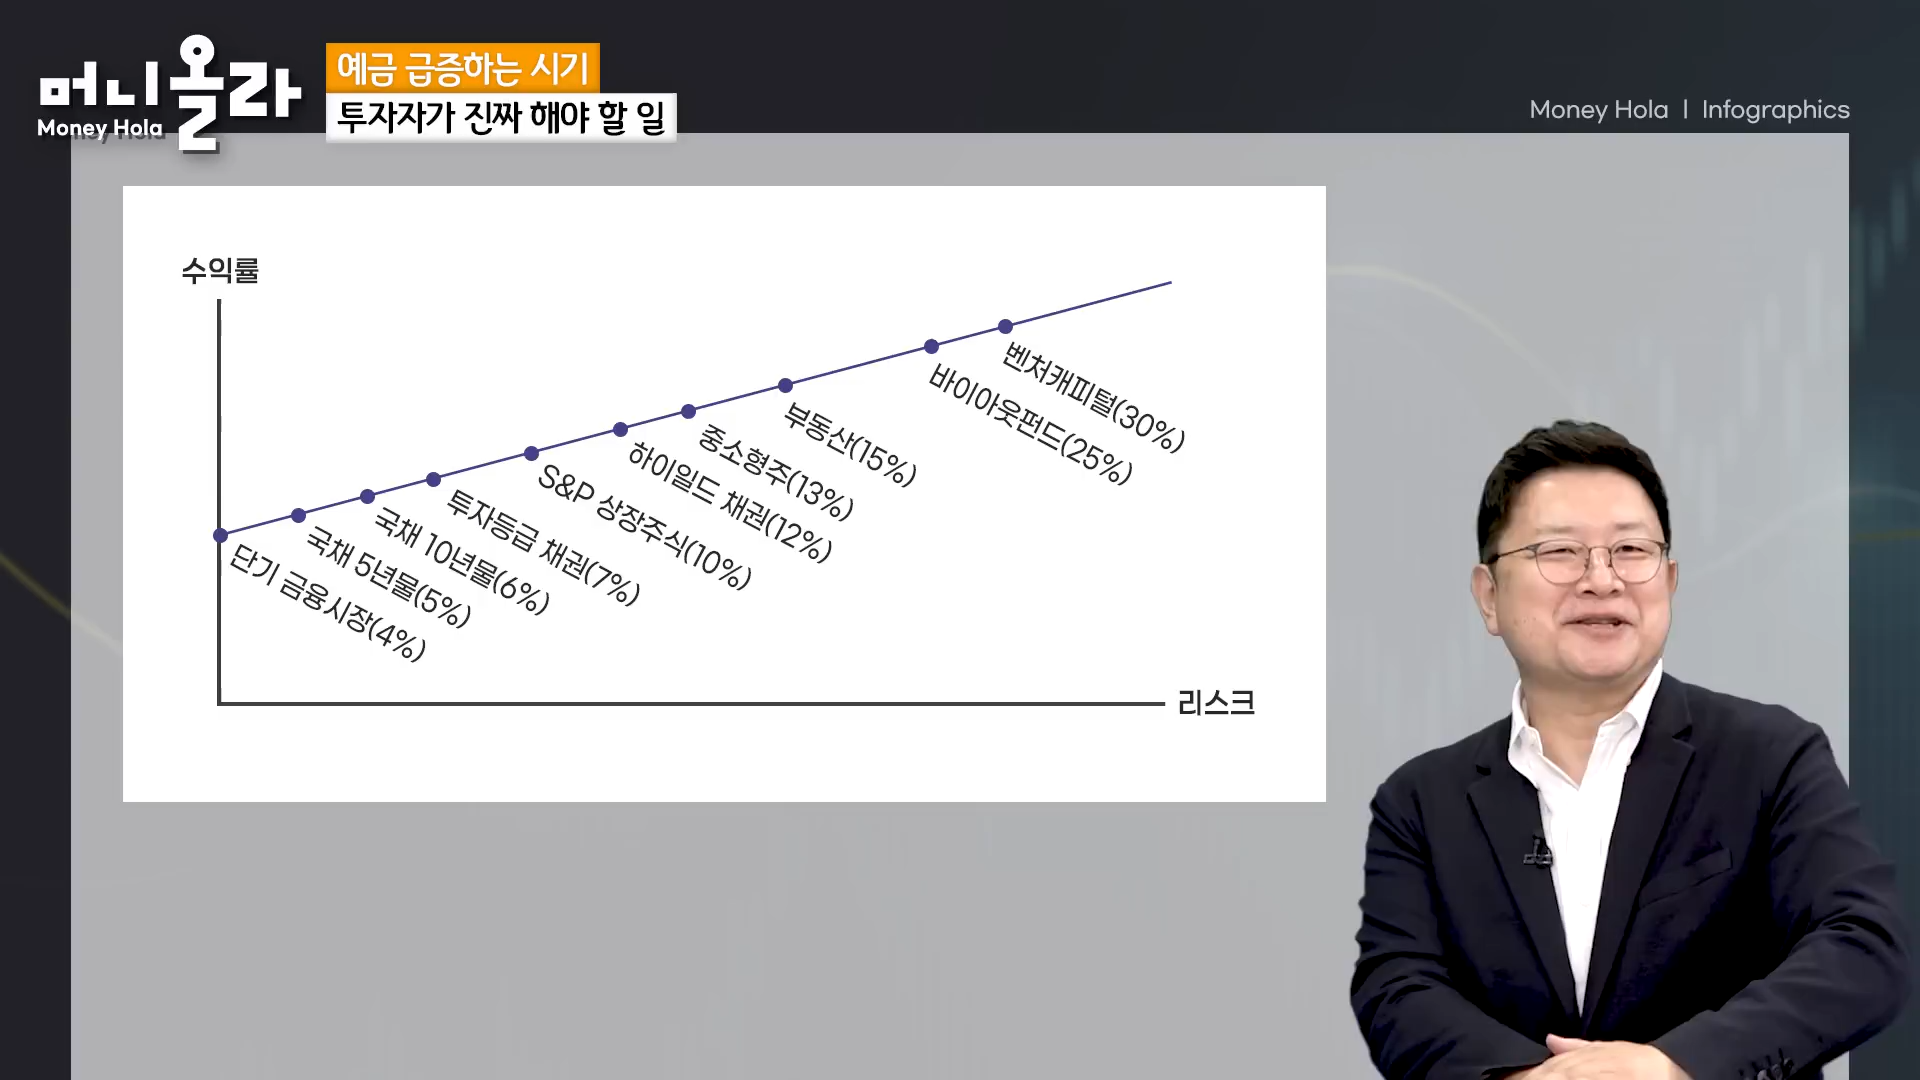 머니올라
Money Hola
예금 급증하는 시기
투자자가 진짜 해야 할 일
Money Hola | Infographics
수익률
단기 금융시장(4%)
국채 5년물(5%)
국채 10년물(6%)
투자등급 채권(7%)
S&P 상장주식(10%)
하이일드 채권(12%)
중소형주(13%)
부동산(15%)
바이아웃펀드(25%)
벤처캐피털(30%)
리스크